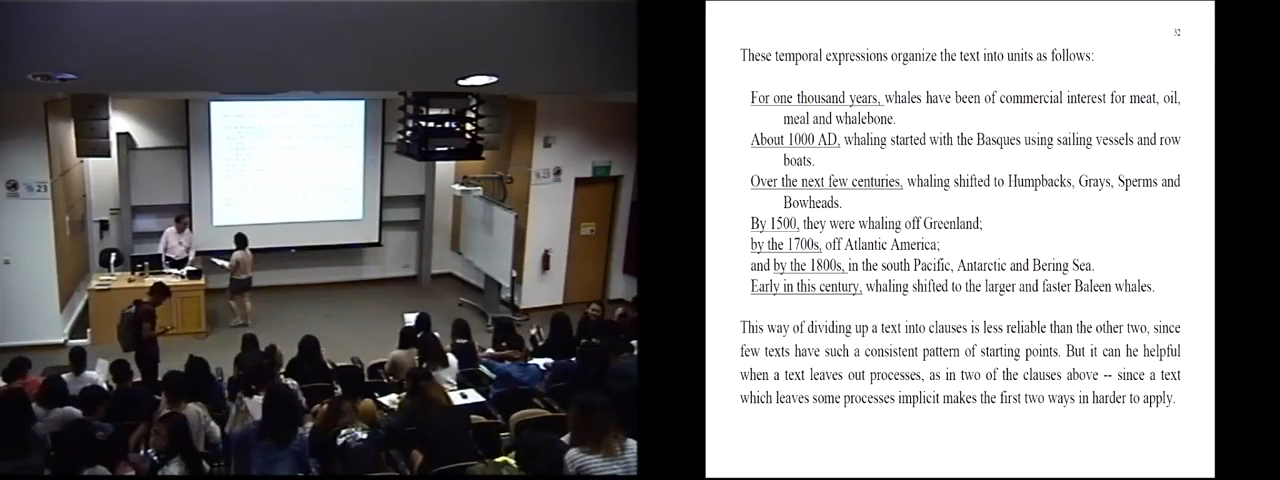 32
These temporal expressions organize the text into units as follows:
For one thousand years, whales have been of commercial interest for meat, oil,
meal and whalebone.
About 1000 AD, whaling started with the Basques using sailing vessels and row
boats.
Over the next few centuries, whaling shifted to Humpbacks, Grays, Sperms and
Bowheads.
By 1500, they were whaling off Greenland;
by the 1700s, off Atlantic America;
and by the 1800s, in the south Pacific, Antarctic and Bering Sea.
Early in this century, whaling shifted to the larger and faster Baleen whales.
This way of dividing up a text into clauses is less reliable than the other two, since
few texts have such a consistent pattern of starting points. But it can he helpful
when a text leaves out processes, as in two of the clauses above -- since a text
which leaves some processes implicit makes the first two ways in harder to apply.
23